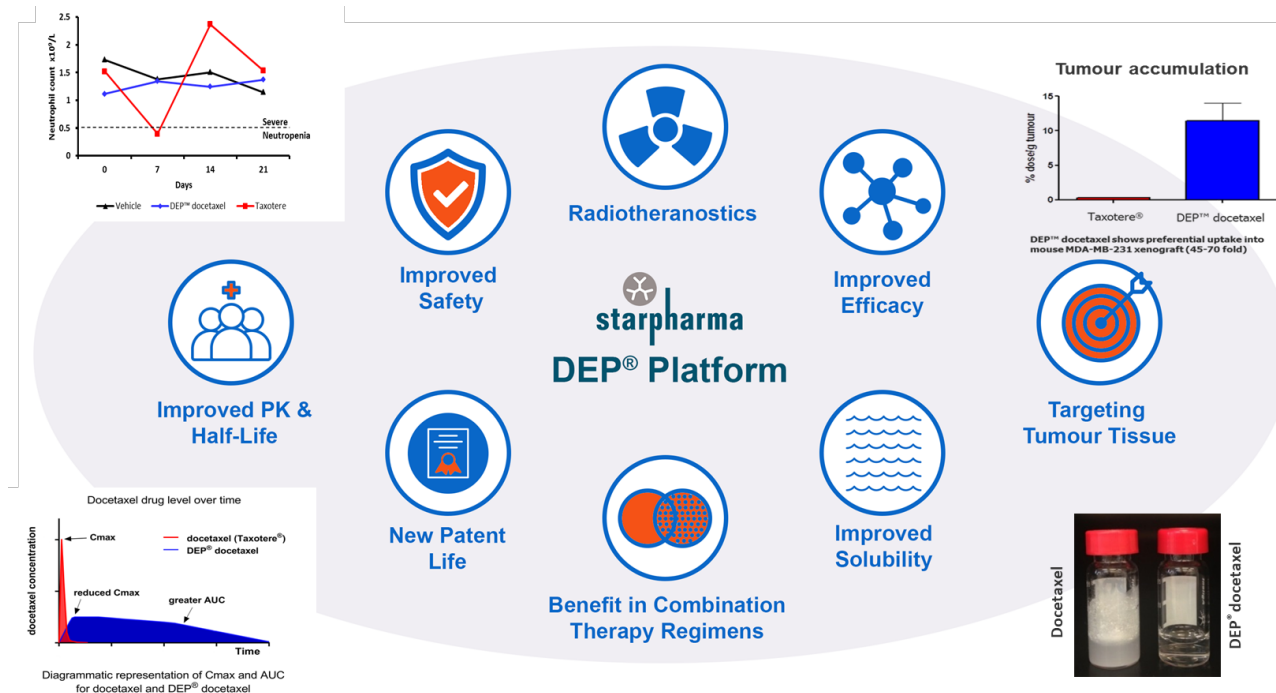 2.5
2
1.5
1
0.5
0
Neutrophil count x10⁹/L
Severe
Neutropenia
0 7 14 21
Days
Vehicle DEP™ docetaxel Taxotere
Tumour accumulation
15
10
5
0
% dose/g tumour
Taxotere® DEP™ docetaxel
DEP™ docetaxel shows preferential uptake into
mouse MDA-MB-231 xenograft (45-70 fold)
Radiotheranostics
Improved
Safety
Improved
Efficacy
starpharma
DEP® Platform
Improved PK &
Half-Life
Targeting
Tumour Tissue
New Patent
Life
Improved
Solubility
Benefit in Combination
Therapy Regimens
Docetaxel drug level over time
docetaxel concentration
Cmax
docetaxel (Taxotere®)
DEP® docetaxel
reduced Cmax
greater AUC
Time
Diagrammatic representation of Cmax and AUC
for docetaxel and DEP® docetaxel
Docetaxel
DEP® docetaxel